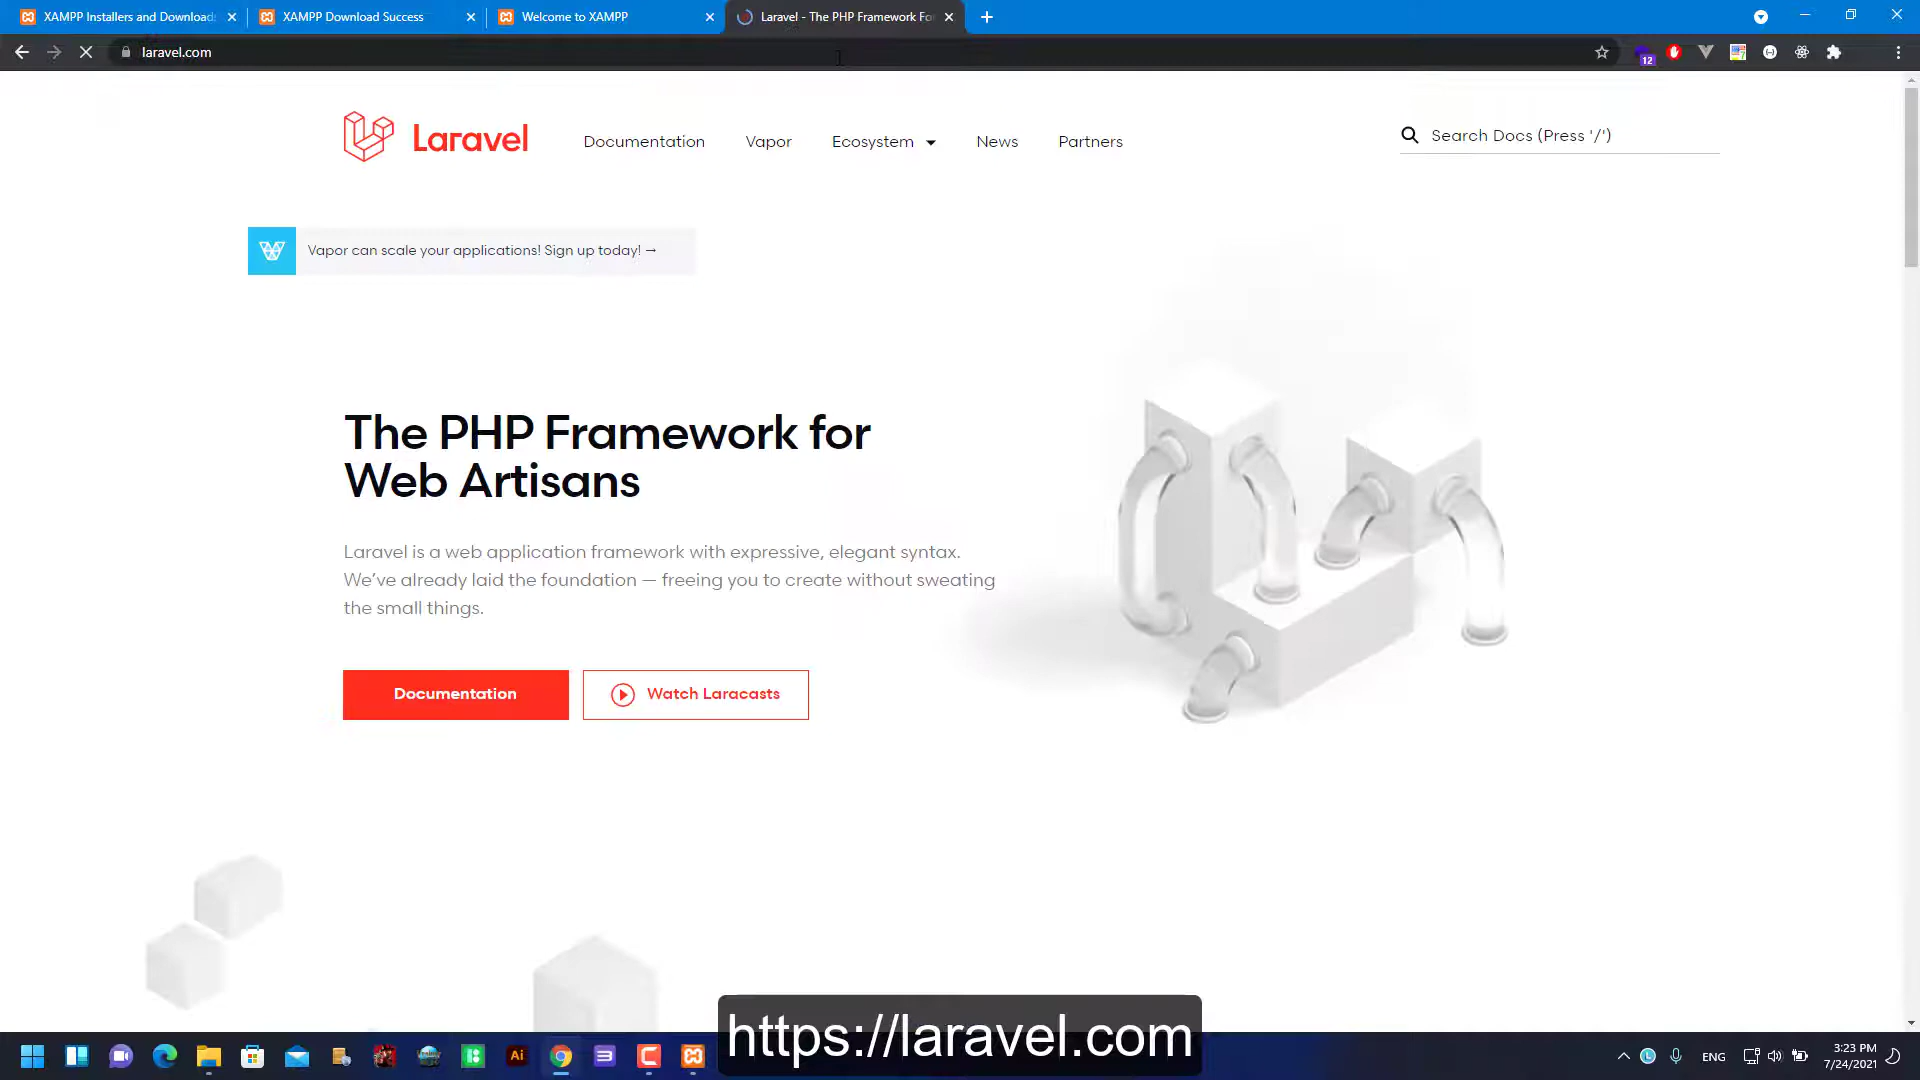 XAMPP Installers and Downloads
XAMPP Download Success
Welcome to XAMPP
Laravel - The PHP Framework Fo
laravel.com
12
Laravel
Documentation
Vapor
Ecosystem
News
Partners
Search Docs (Press '/')
Vapor can scale your applications! Sign up today! →
The PHP Framework for
Web Artisans
Laravel is a web application framework with expressive, elegant syntax.
We've already laid the foundation — freeing you to create without sweating
the small things.
Documentation
Watch Laracasts
https://laravel.com
Ai
ENG
3:23 PM
7/24/2021